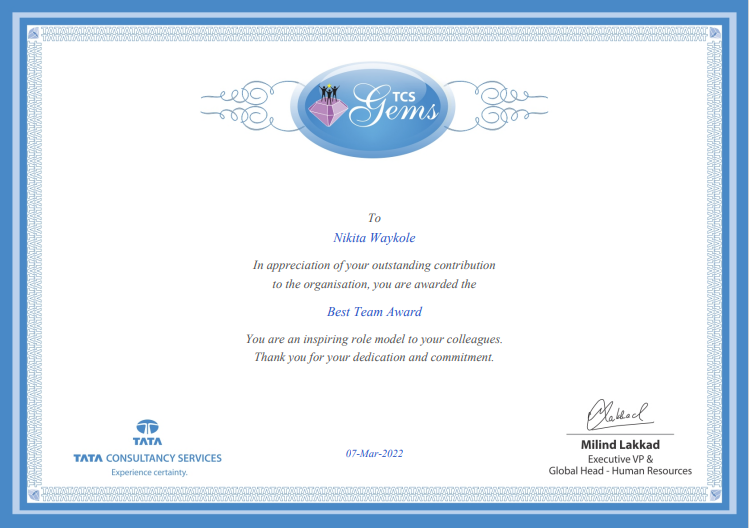 TCS
Gems
To
Nikita Waykole
In appreciation of your outstanding contribution
to the organisation, you are awarded the
Best Team Award
You are an inspiring role model to your colleagues.
Thank you for your dedication and commitment.
TATA
TATA CONSULTANCY SERVICES
Experience certainty.
07-Mar-2022
Milind Lakkad
Executive VP &
Global Head - Human Resources